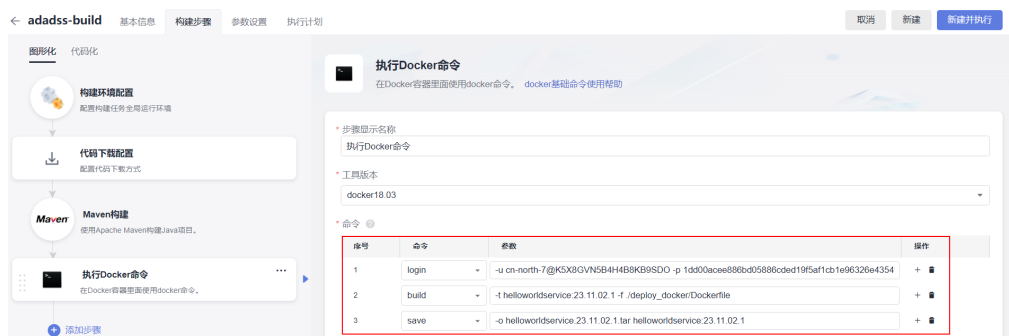 ← adadss-build 基本信息 构建步骤 参数设置 执行计划 取消 新建 新建并执行
图形化 代码化
构建环境配置
配置构建任务全局运行环境
代码下载配置
配置代码下载方式
Maven
Maven构建
使用Apache Maven构建Java项目。
执行Docker命令 ...
在Docker容器里面使用docker命令。
添加步骤
执行Docker命令
在Docker容器里面使用docker命令。 docker基础命令使用帮助
* 步骤显示名称
执行Docker命令
* 工具版本
docker18.03
* 命令
序号 命令 参数 操作
1 login -u cn-north-7@K5X8GVN5B4H4B8KB9SDO -p 1dd00acee886bd05886cded19f5af1cb1e96326e4354
2 build -t helloworldservice:23.11.02.1 -f ./deploy_docker/Dockerfile
3 save -o helloworldservice.23.11.02.1.tar helloworldservice:23.11.02.1